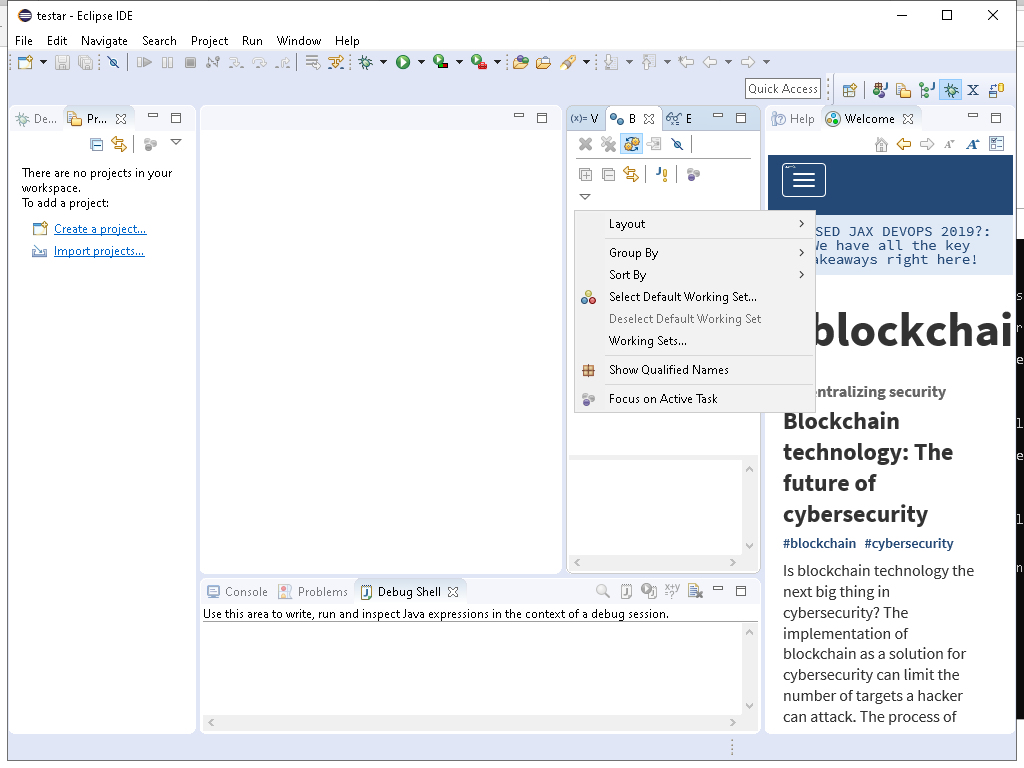 testar - Eclipse IDE
File Edit Navigate Search Project Run Window Help
Quick Access
De...
Pr...
There are no projects in your
workspace.
To add a project:
Create a project...
Import projects...
(x)= V
B
E
Layout
Group By
Sort By
Select Default Working Set...
Deselect Default Working Set
Working Sets...
Show Qualified Names
Focus on Active Task
Help
Welcome
SED JAX DEVOPS 2019?:
We have all the key
akeaways right here!
blockchai
entralizing security
Blockchain
technology: The
future of
cybersecurity
#blockchain #cybersecurity
Is blockchain technology the
next big thing in
cybersecurity? The
implementation of
blockchain as a solution for
cybersecurity can limit the
number of targets a hacker
can attack. The process of
Console
Problems
Debug Shell
Use this area to write, run and inspect Java expressions in the context of a debug session.